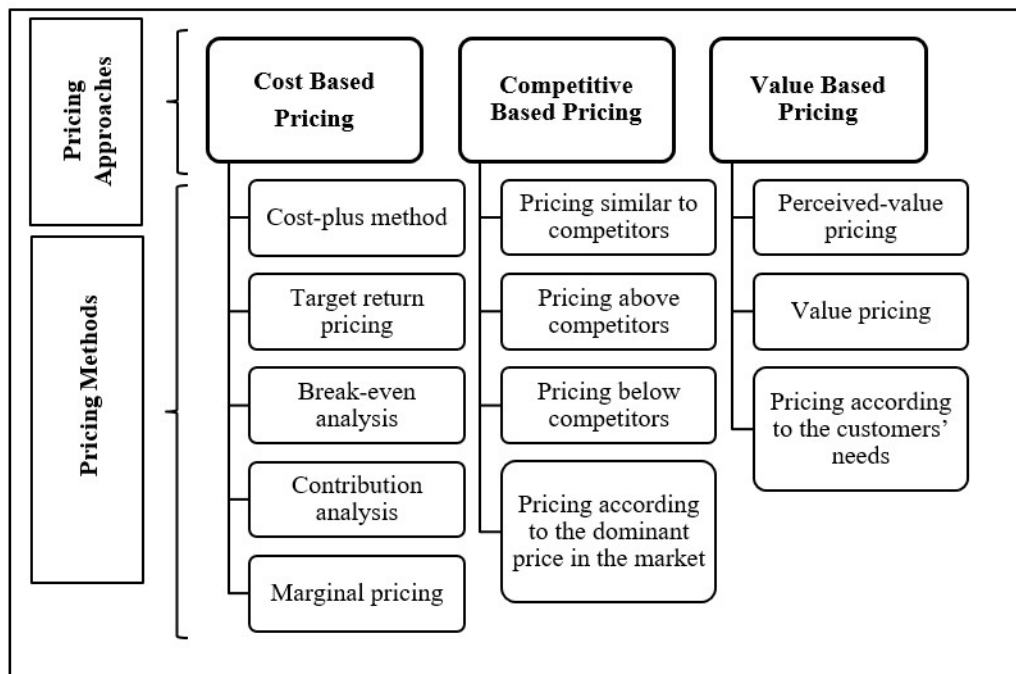 Pricing
Approaches
Cost Based
Pricing
Competitive
Based Pricing
Value Based
Pricing
Pricing Methods
Cost-plus method
Target return
pricing
Break-even
analysis
Contribution
analysis
Marginal pricing
Pricing similar to
competitors
Pricing above
competitors
Pricing below
competitors
Pricing according
to the dominant
price in the market
Perceived-value
pricing
Value pricing
Pricing according
to the customers’
needs